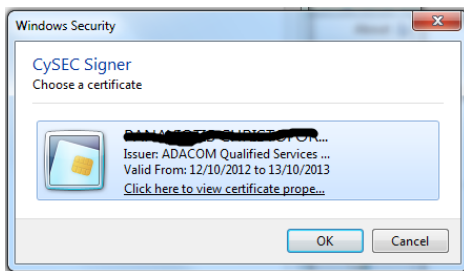 Windows Security
CySEC Signer
Choose a certificate
Issuer: ADACOM Qualified Services ...
Valid From: 12/10/2012 to 13/10/2013
Click here to view certificate prope...
OK
Cancel